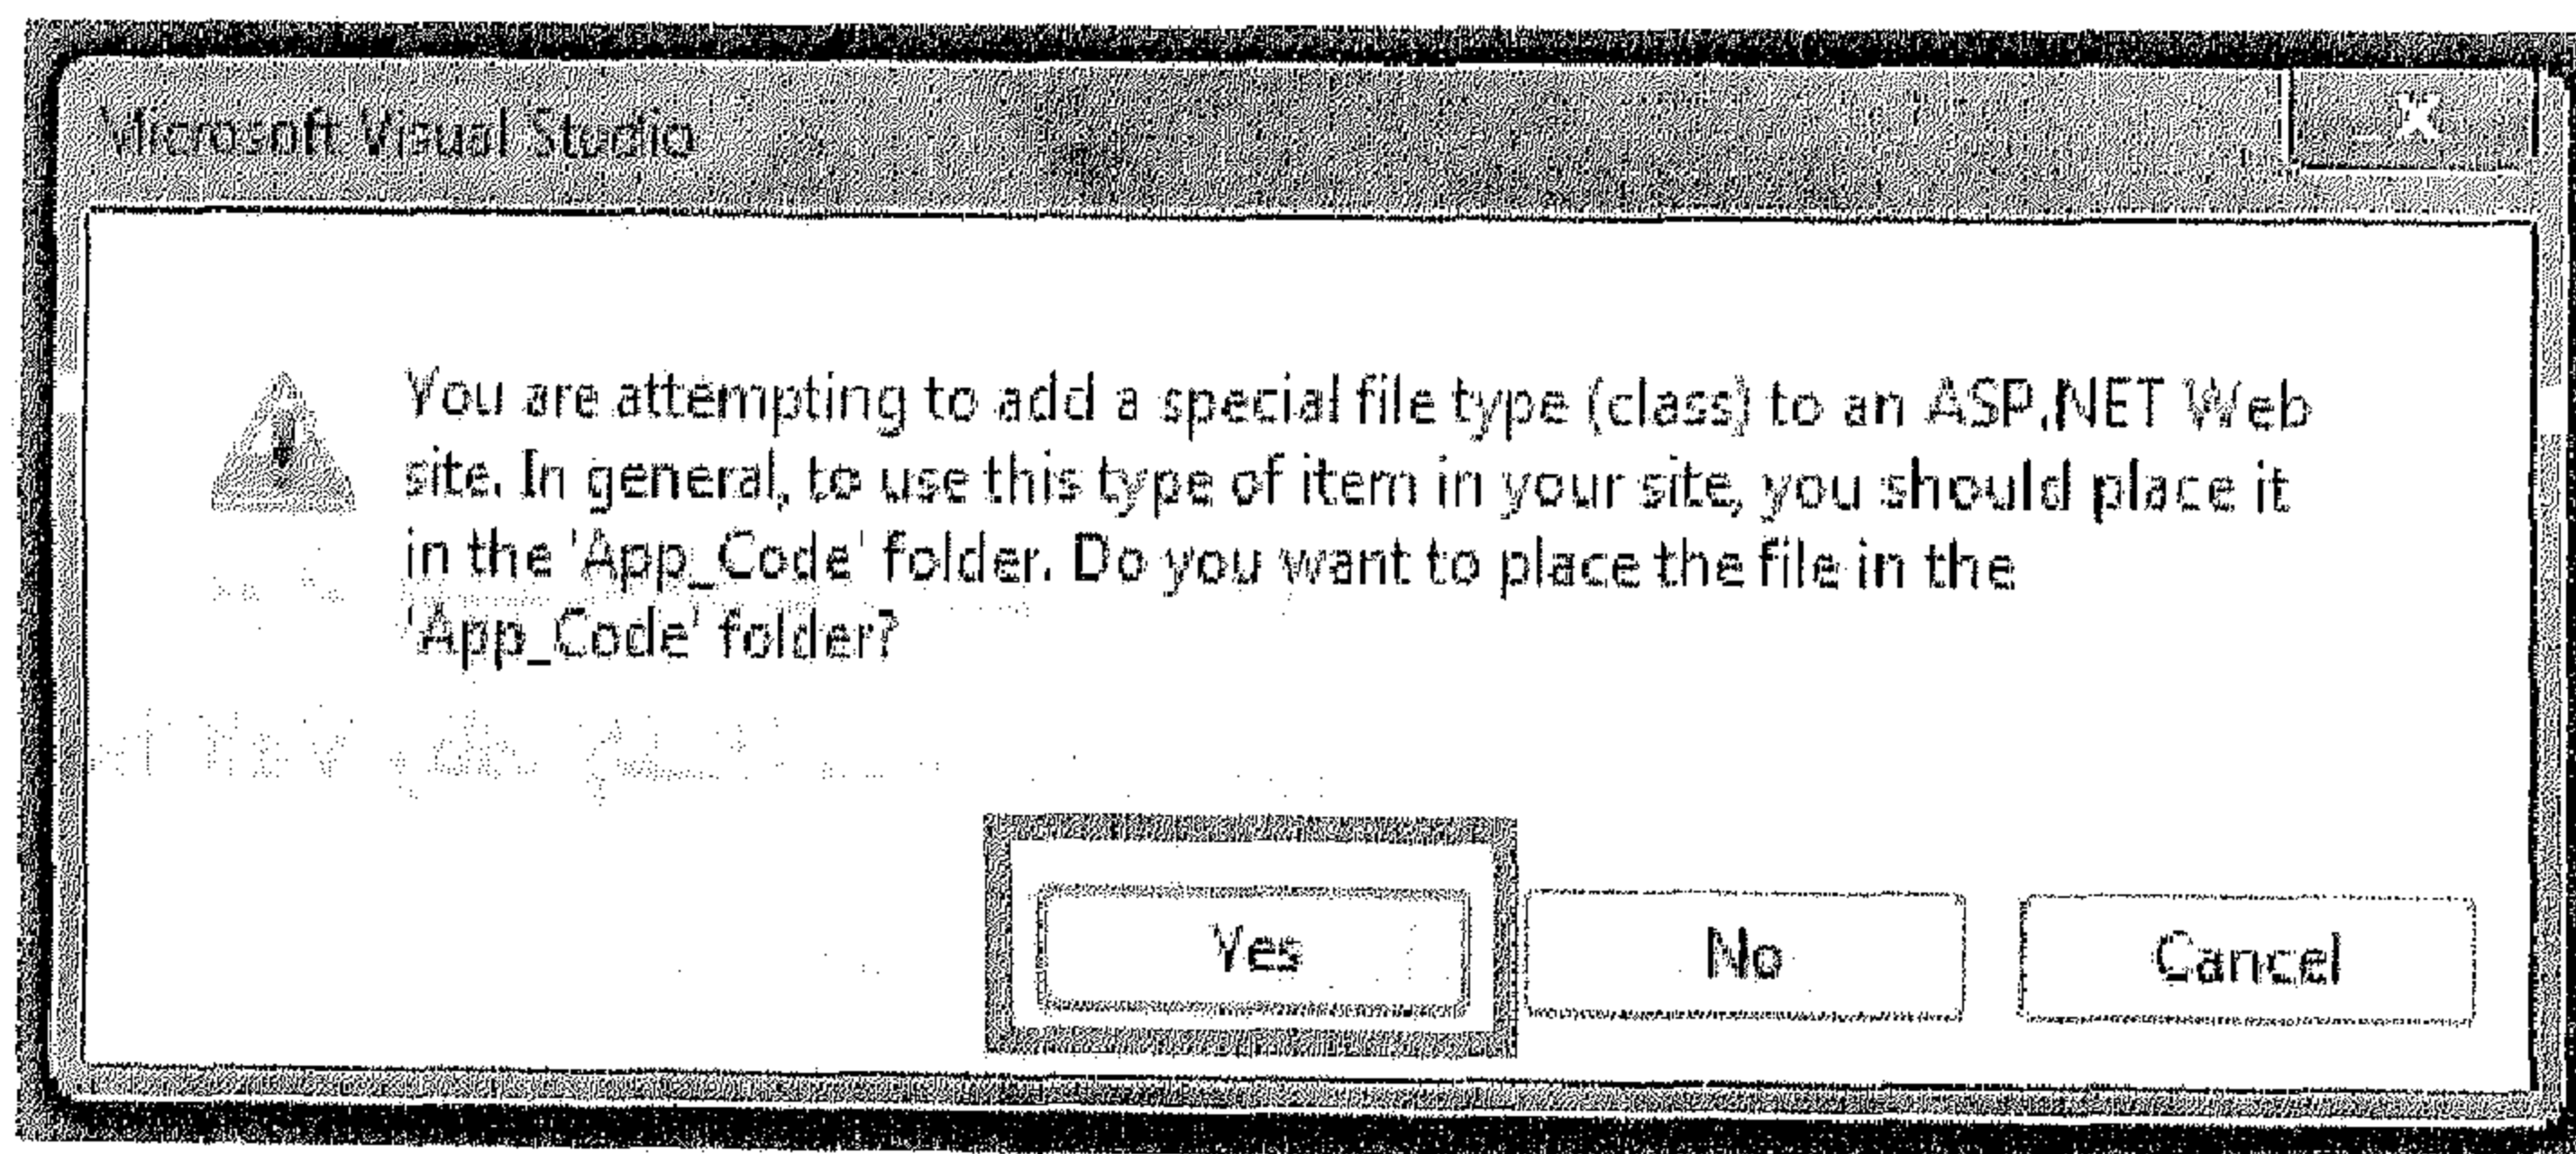 Microsoft Visual Studio
You are attempting to add a special file type (class) to an ASP.NET Web
site. In general, to use this type of item in your site, you should place it
in the 'App_Code' folder. Do you want to place the file in the
'App_Code' folder?
Yes No Cancel